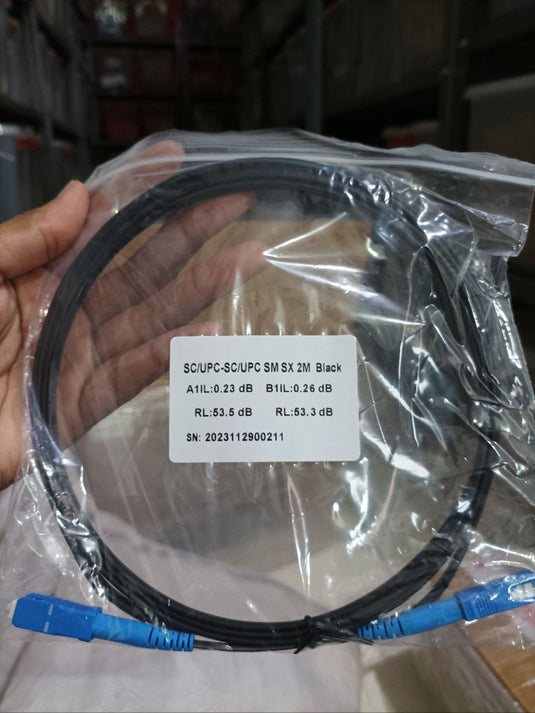 SC/UPC-SC/UPC SM SX 2M Black
A1IL:0.23 dB B1IL:0.26 dB
RL:53.5 dB RL:53.3 dB
SN: 2023112900211